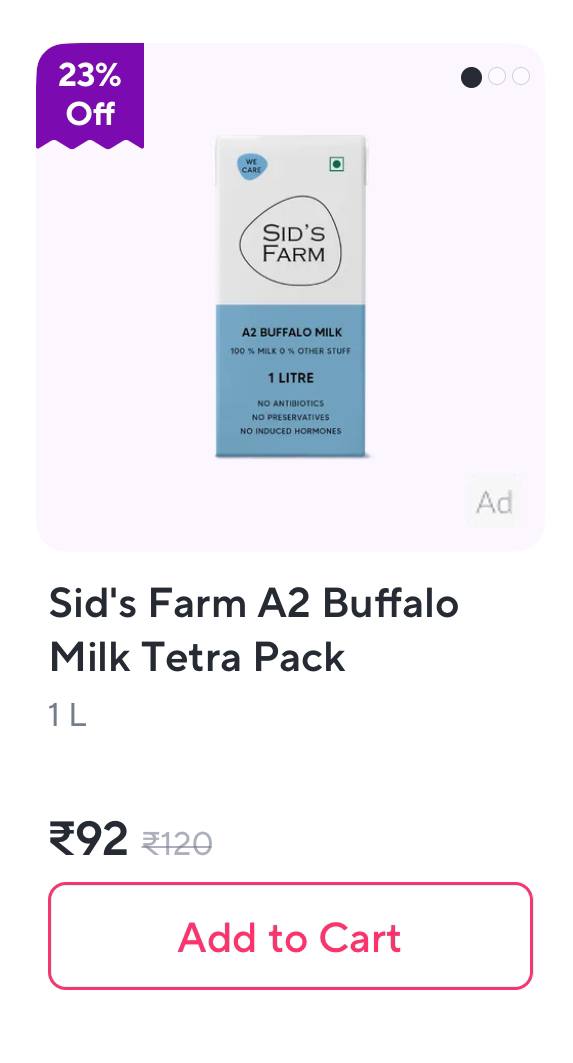 23%
Off
WE
CARE
SID'S
FARM
A2 BUFFALO MILK
100 % MILK 0 % OTHER STUFF
1 LITRE
NO ANTIBIOTICS
NO PRESERVATIVES
NO INDUCED HORMONES
Ad
Sid's Farm A2 Buffalo
Milk Tetra Pack
1 L
₹92 ₹120
Add to Cart